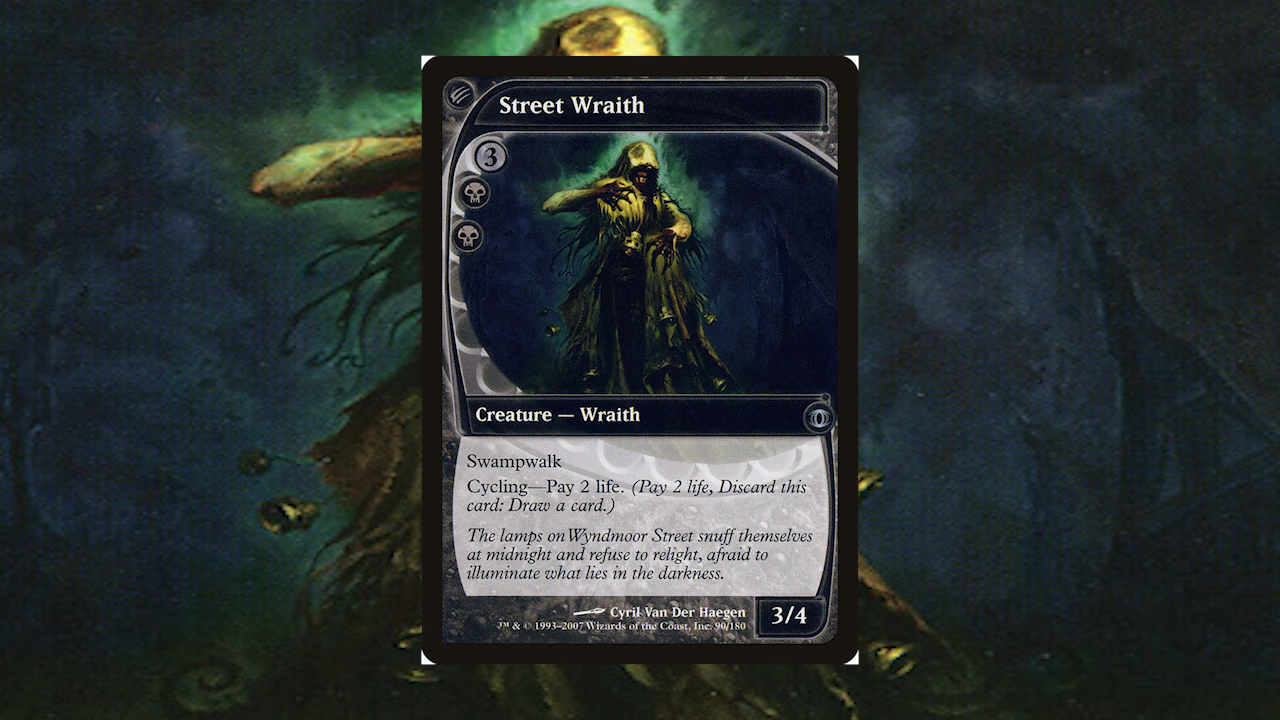 Street Wraith
3
Creature — Wraith
Swampwalk
Cycling—Pay 2 life. (Pay 2 life, Discard this
card: Draw a card.)
The lamps on Wyndmoor Street snuff themselves
at midnight and refuse to relight, afraid to
illuminate what lies in the darkness.
Cyril Van Der Haegen
™ & © 1993–2007 Wizards of the Coast, Inc. 90/180
3/4